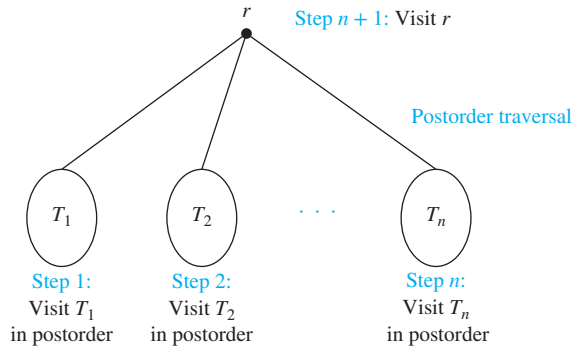 r
Step n + 1: Visit r
Postorder traversal
T1
T2
. . .
Tn
Step 1:
Visit T1
in postorder
Step 2:
Visit T2
in postorder
Step n:
Visit Tn
in postorder